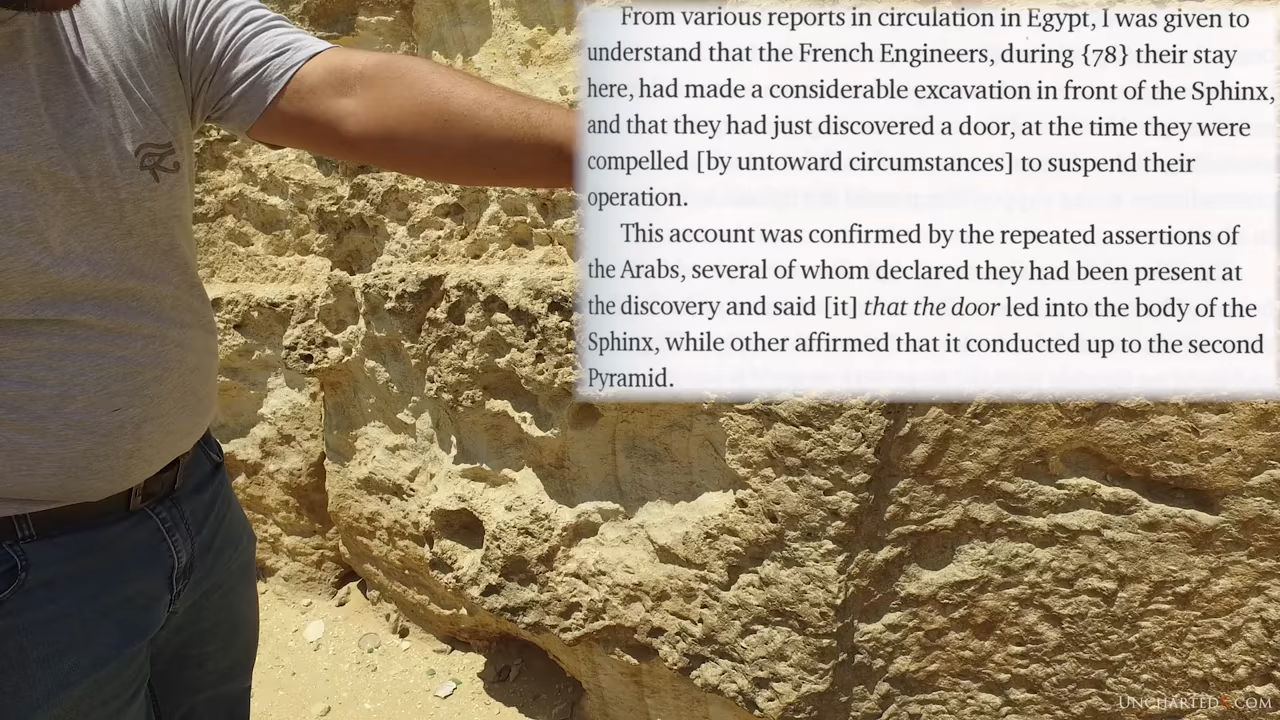 From various reports in circulation in Egypt, I was given to
understand that the French Engineers, during {78} their stay
here, had made a considerable excavation in front of the Sphinx,
and that they had just discovered a door, at the time they were
compelled [by untoward circumstances] to suspend their
operation.
This account was confirmed by the repeated assertions of
the Arabs, several of whom declared they had been present at
the discovery and said [it] that the door led into the body of the
Sphinx, while other affirmed that it conducted up to the second
Pyramid.
UNCHARTEDX.COM